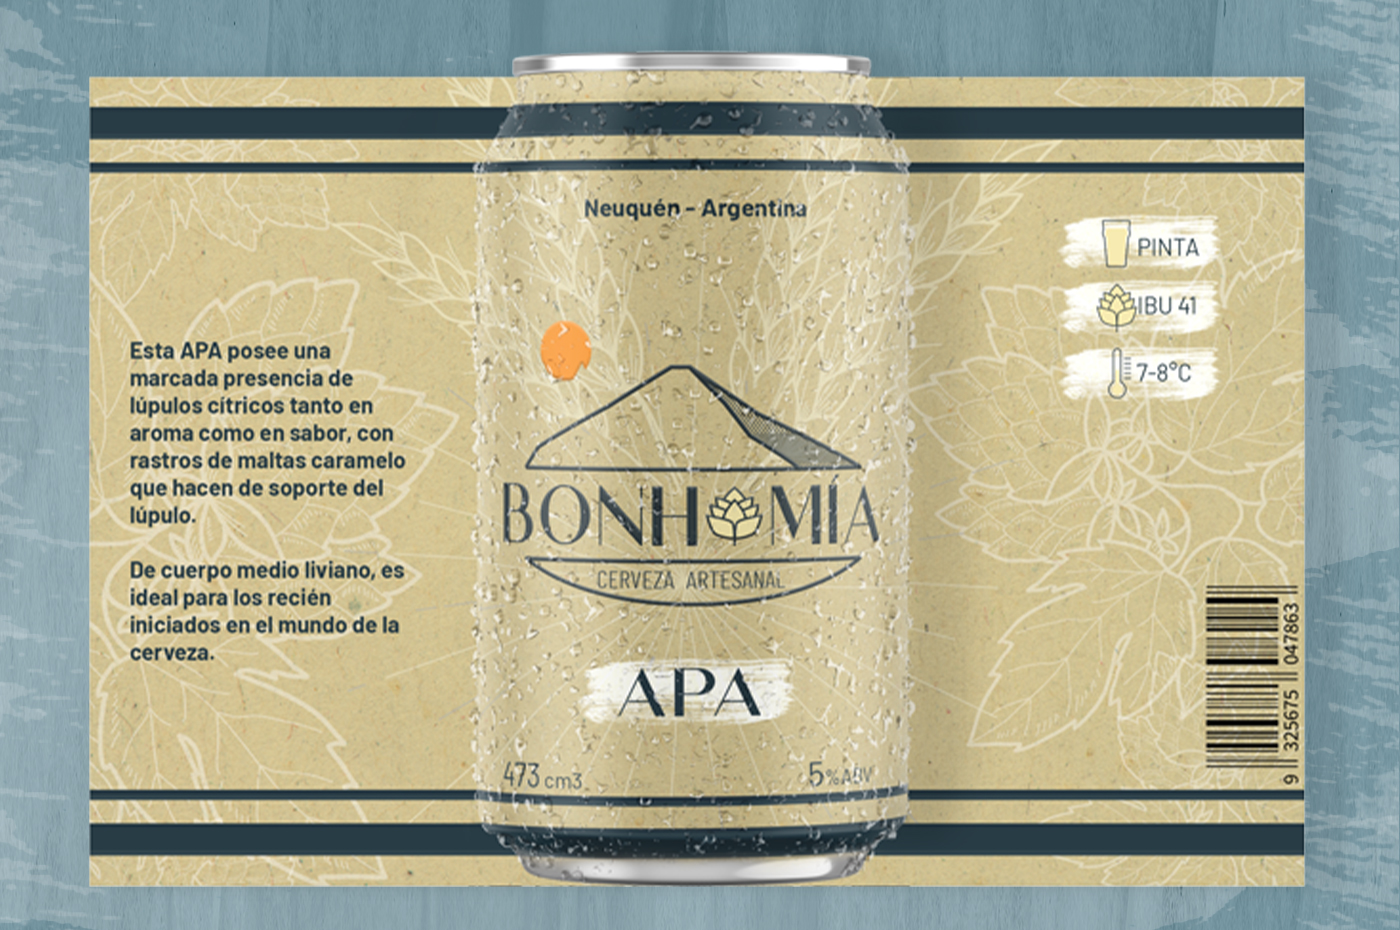 Neuquén - Argentina
BONHOMÍA
CERVEZA ARTESANAL
APA
473 cm3
5%ABV
Esta APA posee una
marcada presencia de
lúpulos cítricos tanto en
aroma como en sabor, con
rastros de maltas caramelo
que hacen de soporte del
lúpulo.
De cuerpo medio liviano, es
ideal para los recién
iniciados en el mundo de la
cerveza.
PINTA
IBU 41
7-8°C
9 325675 047863